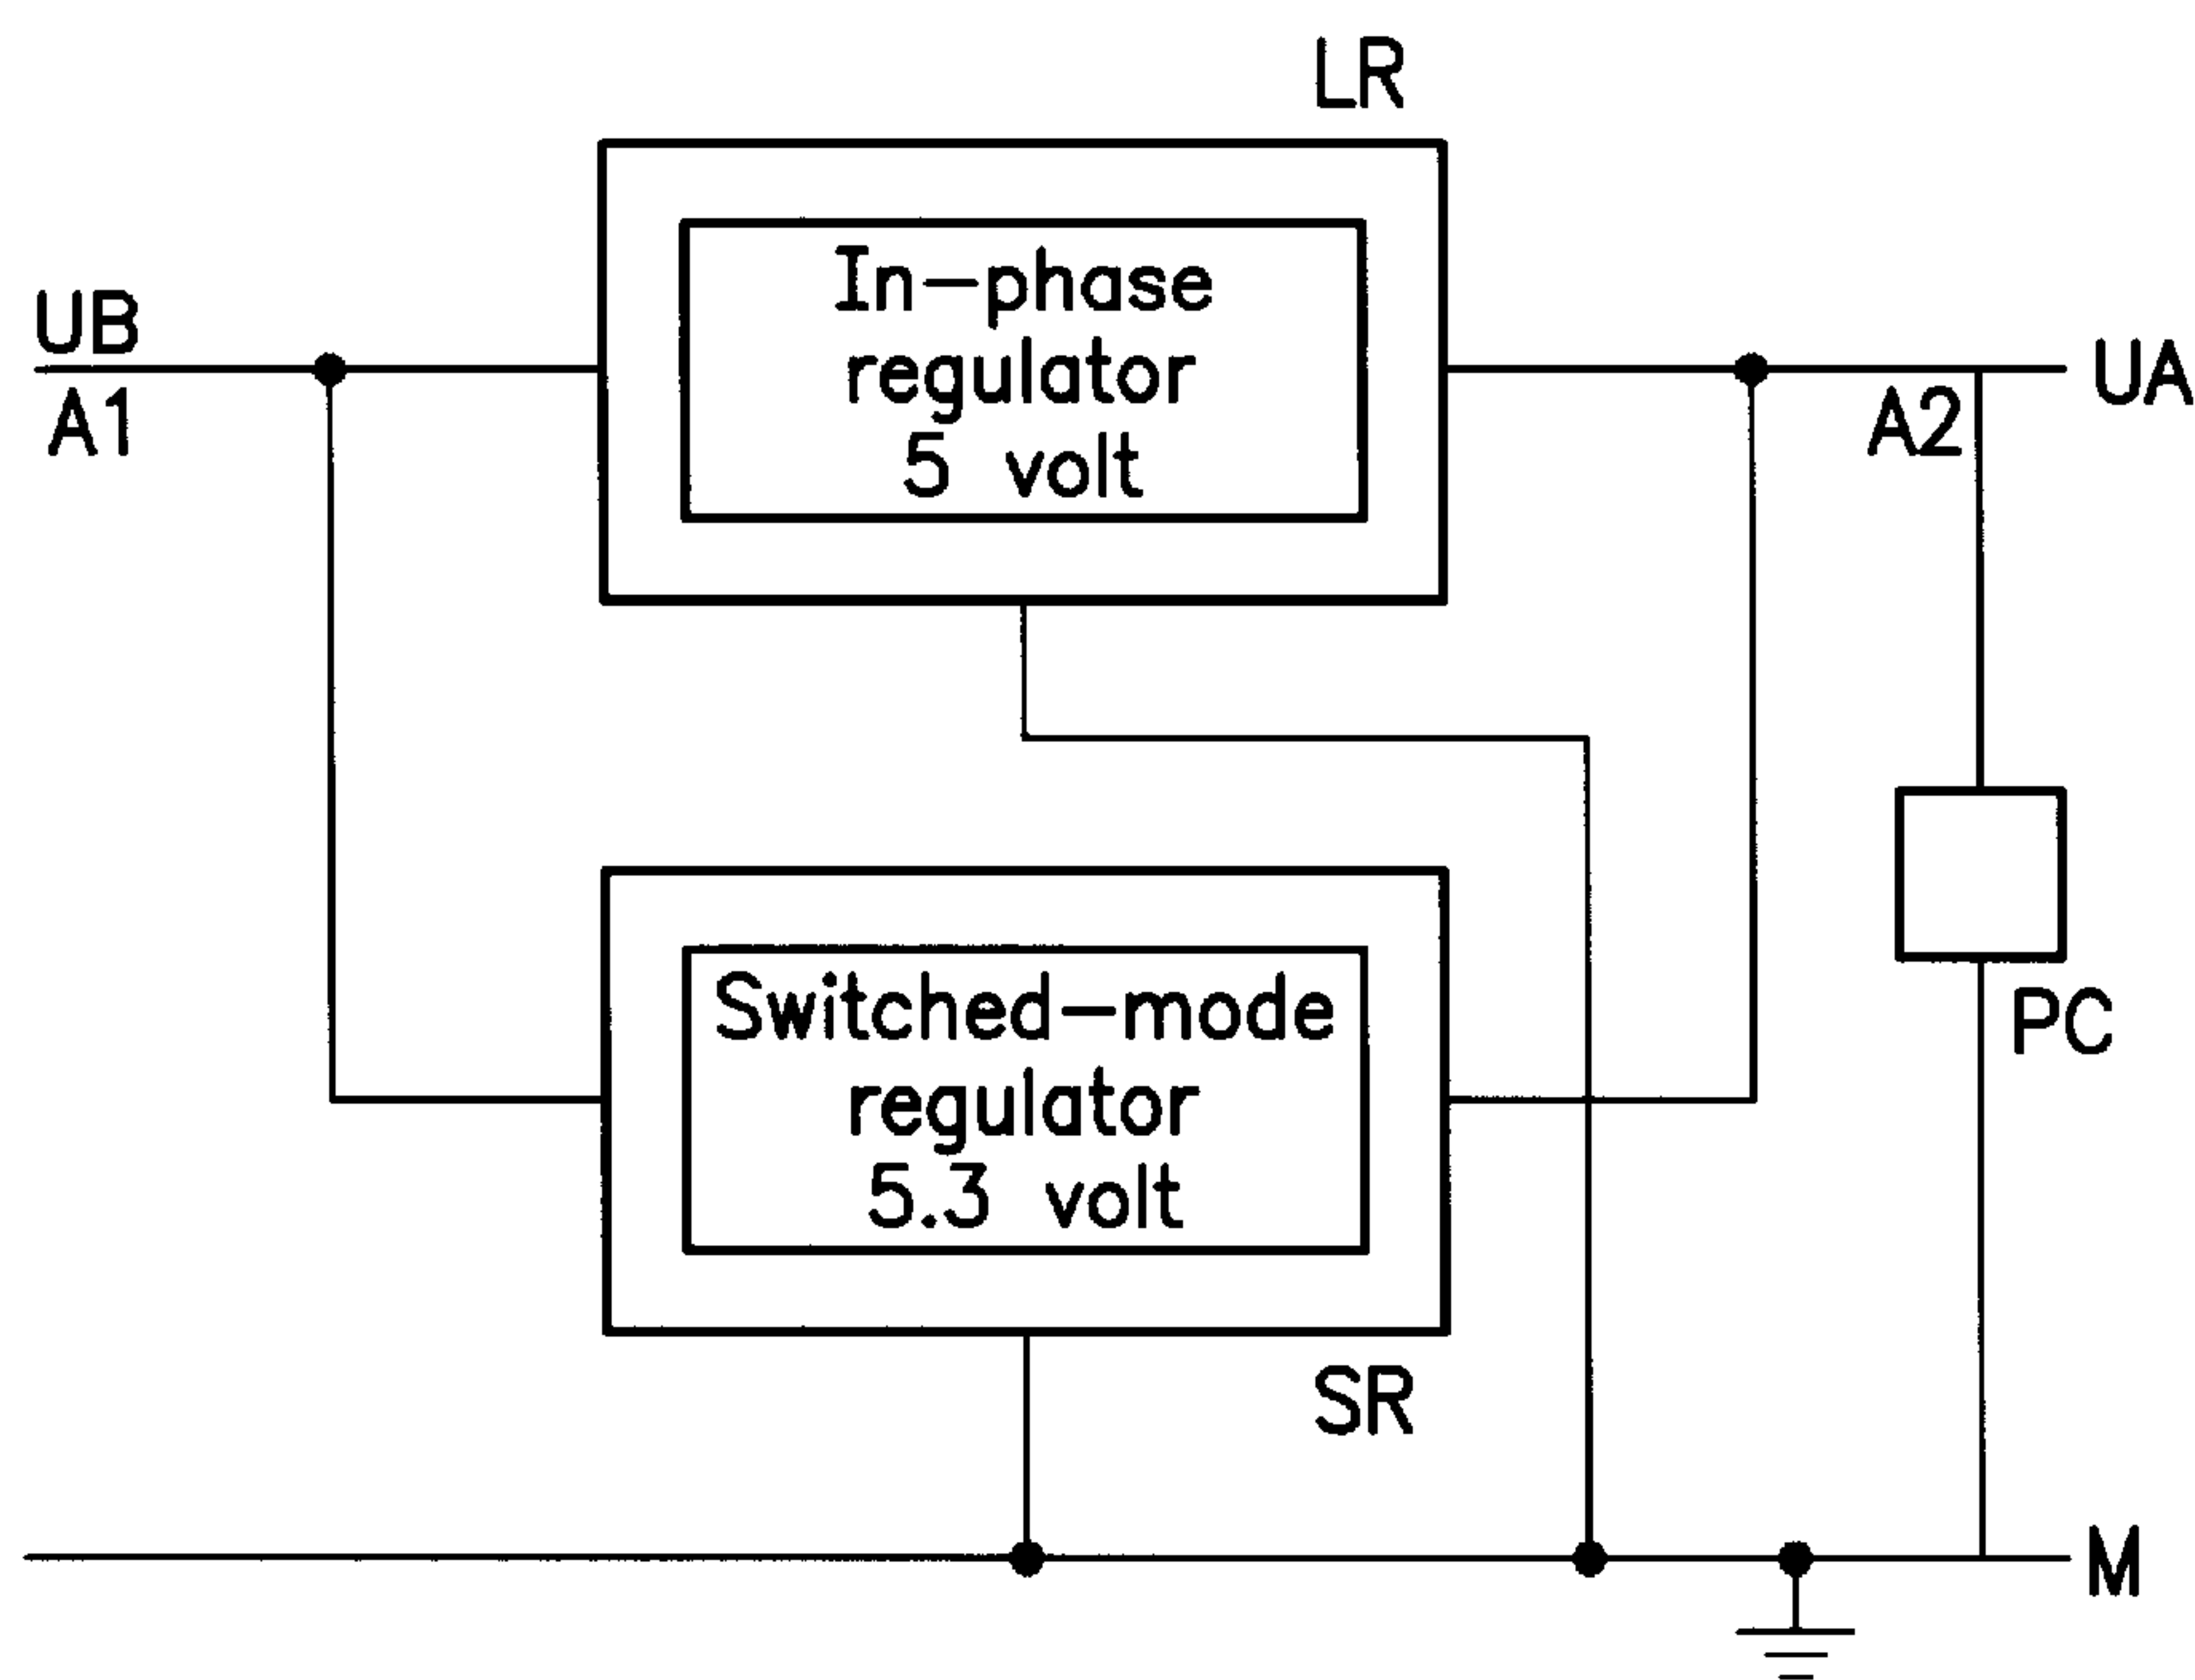 LR
In-phase
regulator
5 volt
UB
A1
UA
A2
Switched-mode
regulator
5.3 volt
PC
SR
M